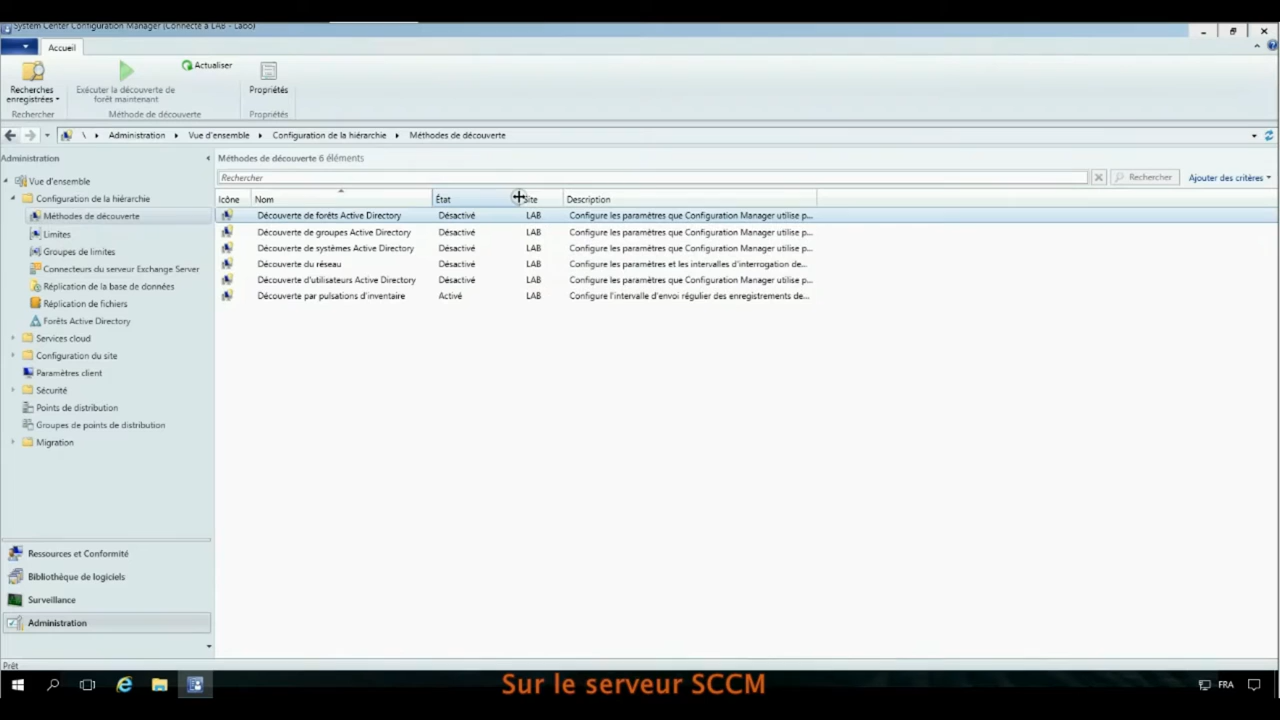 System Center Configuration Manager (Connecté à LAB - Labo)
Accueil
Actualiser
Recherches enregistrées
Exécuter la découverte de forêt maintenant
Propriétés
Rechercher
Méthode de découverte
Propriétés
\ Administration Vue d'ensemble Configuration de la hiérarchie Méthodes de découverte
Administration
Vue d'ensemble
Configuration de la hiérarchie
Méthodes de découverte
Limites
Groupes de limites
Connecteurs du serveur Exchange Server
Réplication de la base de données
Réplication de fichiers
Forêts Active Directory
Services cloud
Configuration du site
Paramètres client
Sécurité
Points de distribution
Groupes de points de distribution
Migration
Ressources et Conformité
Bibliothèque de logiciels
Surveillance
Administration
Méthodes de découverte 6 éléments
Rechercher
Rechercher
Ajouter des critères
Icône Nom État Site Description
Découverte de forêts Active Directory Désactivé LAB Configure les paramètres que Configuration Manager utilise p...
Découverte de groupes Active Directory Désactivé LAB Configure les paramètres que Configuration Manager utilise p...
Découverte de systèmes Active Directory Désactivé LAB Configure les paramètres que Configuration Manager utilise p...
Découverte du réseau Désactivé LAB Configure les paramètres et les intervalles d'interrogation de...
Découverte d'utilisateurs Active Directory Désactivé LAB Configure les paramètres que Configuration Manager utilise p...
Découverte par pulsations d'inventaire Activé LAB Configure l'intervalle d'envoi régulier des enregistrements de...
Prêt
Sur le serveur SCCM
FRA